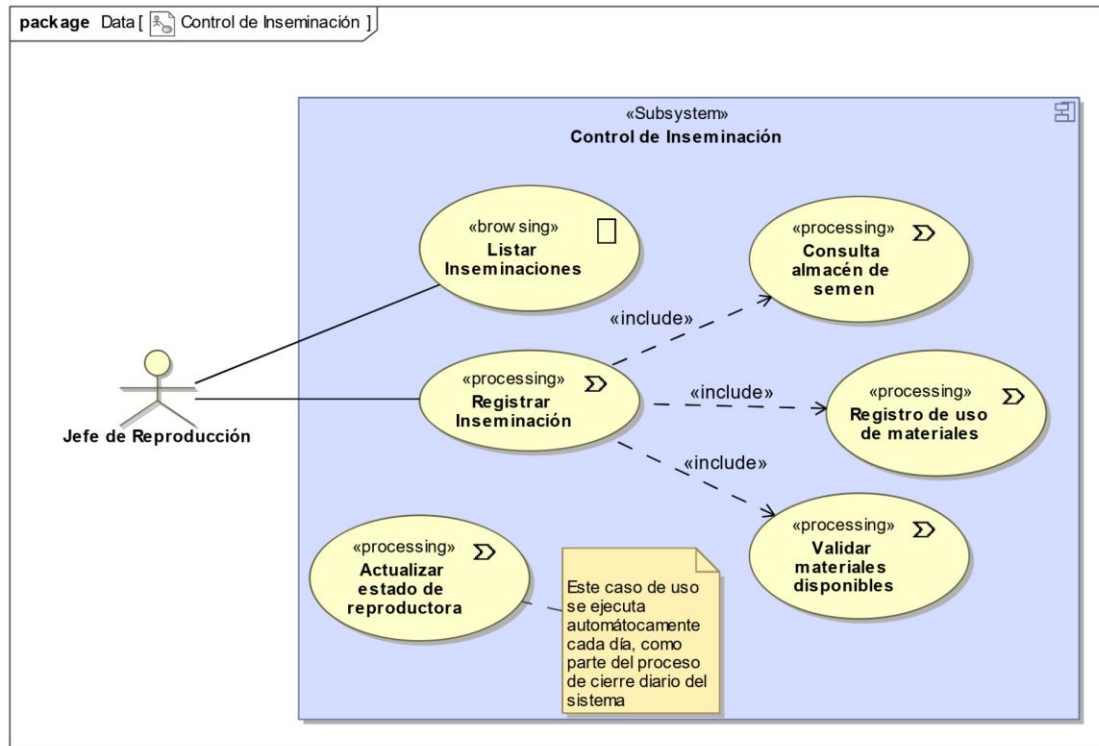 package Data [ Control de Inseminación ]
«Subsystem»
Control de Inseminación
«browsing»
Listar
Inseminaciones
«processing»
Consulta
almacén de
semen
«include»
«processing»
Registrar
Inseminación
«include»
«processing»
Registro de uso
de materiales
Jefe de Reproducción
«include»
«processing»
Validar
materiales
disponibles
«processing»
Actualizar
estado de
reproductora
Este caso de uso
se ejecuta
automátocamente
cada día, como
parte del proceso
de cierre diario del
sistema